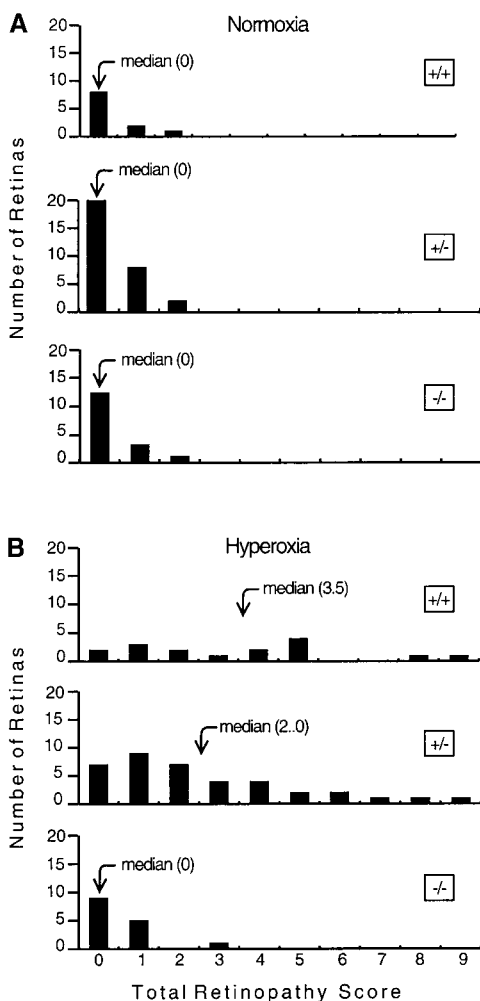 A
Normoxia
Number of Retinas
20
15
10
5
0
median (0)
+/+
20
15
10
5
0
median (0)
+/-
20
15
10
5
0
median (0)
-/-
B
Hyperoxia
Number of Retinas
20
15
10
5
0
median (3.5)
+/+
20
15
10
5
0
median (2..0)
+/-
20
15
10
5
0
median (0)
-/-
0 1 2 3 4 5 6 7 8 9
Total Retinopathy Score